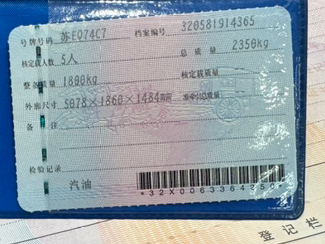 号牌号码 苏EQ74C7 档案编号 320581914365
核定载人数 5人 总质量 2350kg
整备质量 1800kg 核定载质量
外廓尺寸 5078×1860×1484mm 准牵引总质量
备注
检验记录
汽油
*32X0063364250*
登记栏